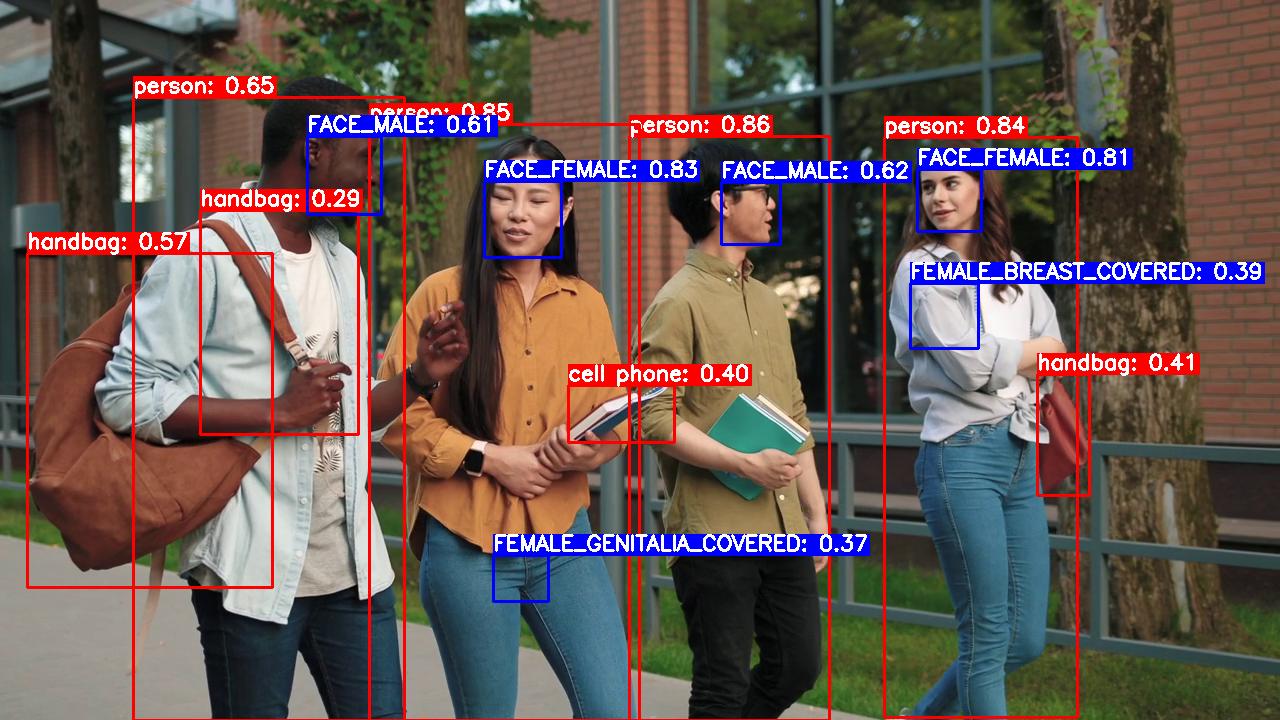 person: 0.65
person: 0.85
FACE_MALE: 0.61
person: 0.86
person: 0.84
FACE_FEMALE: 0.83
FACE_MALE: 0.62
FACE_FEMALE: 0.81
handbag: 0.29
handbag: 0.57
FEMALE_BREAST_COVERED: 0.39
cell phone: 0.40
handbag: 0.41
FEMALE_GENITALIA_COVERED: 0.37